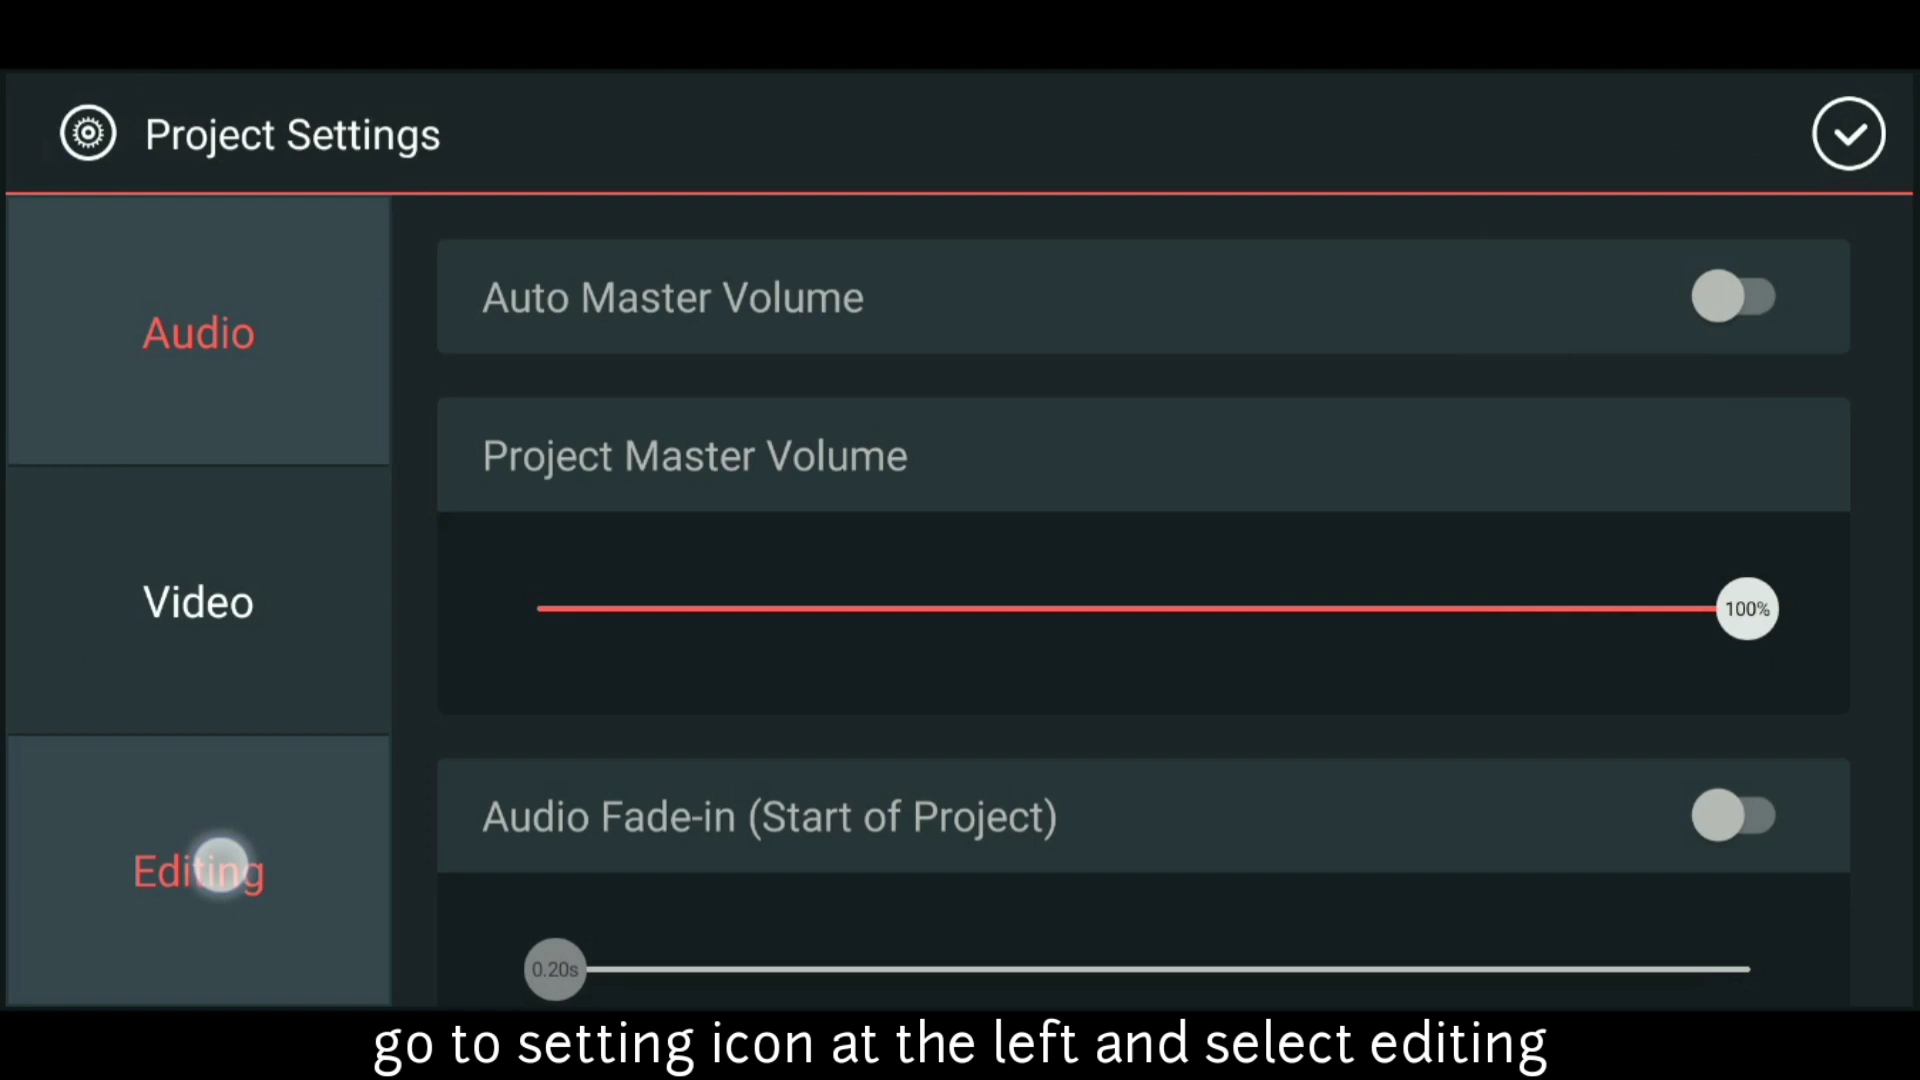 Project Settings
Audio
Auto Master Volume
Project Master Volume
Video
100%
Audio Fade-in (Start of Project)
Editing
0.20s
go to setting icon at the left and select editing